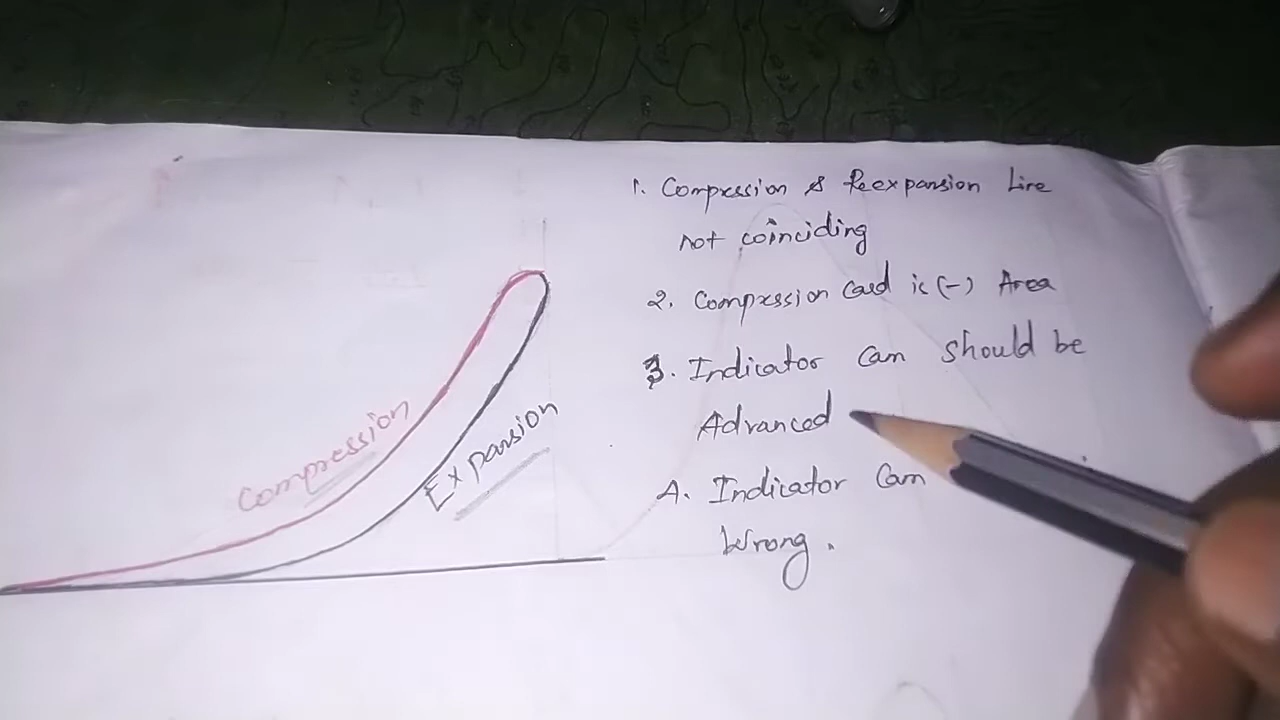 Compression
Expansion
1. Compression & Reexpansion Line
not coinciding
2. Compression Card is (-) Area
3. Indicator Cam should be
Advanced
4. Indicator Cam
Wrong.